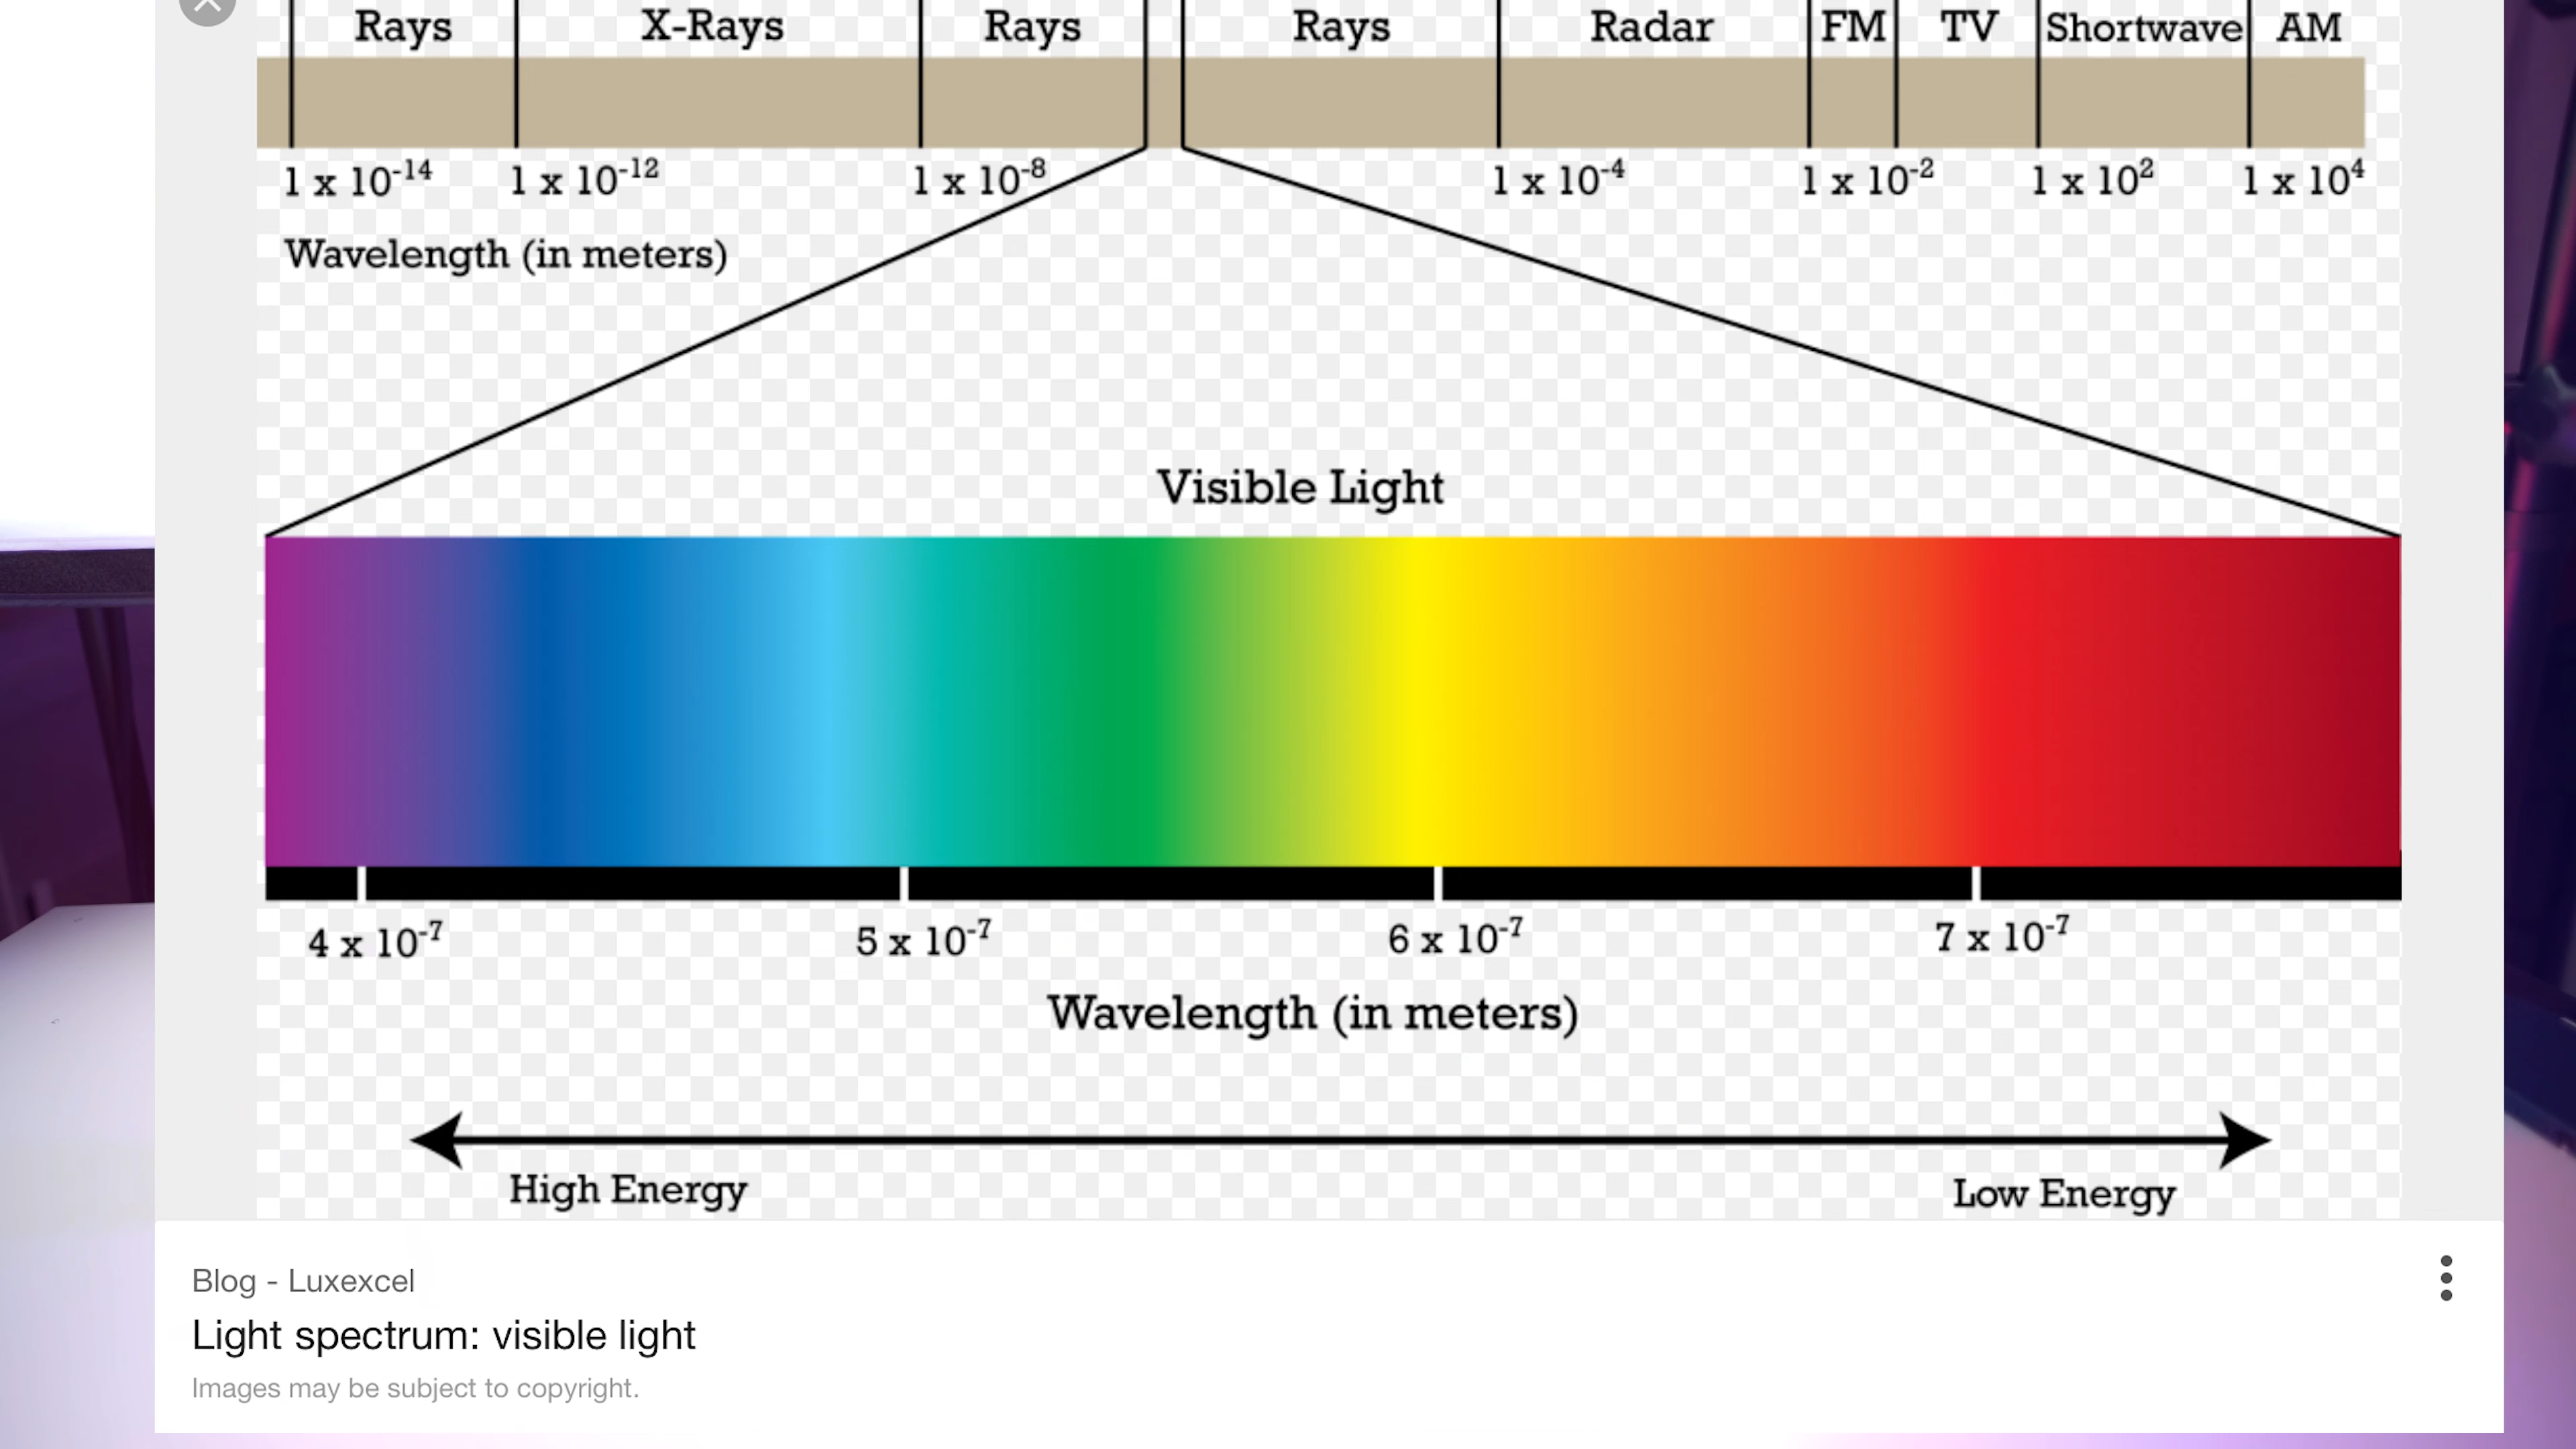 Rays X-Rays Rays Rays Radar FM TV Shortwave AM
1 x 10⁻¹⁴ 1 x 10⁻¹² 1 x 10⁻⁸ 1 x 10⁻⁴ 1 x 10⁻² 1 x 10² 1 x 10⁴
Wavelength (in meters)
Visible Light
4 x 10⁻⁷ 5 x 10⁻⁷ 6 x 10⁻⁷ 7 x 10⁻⁷
Wavelength (in meters)
High Energy Low Energy
Blog - Luxexcel
Light spectrum: visible light
Images may be subject to copyright.